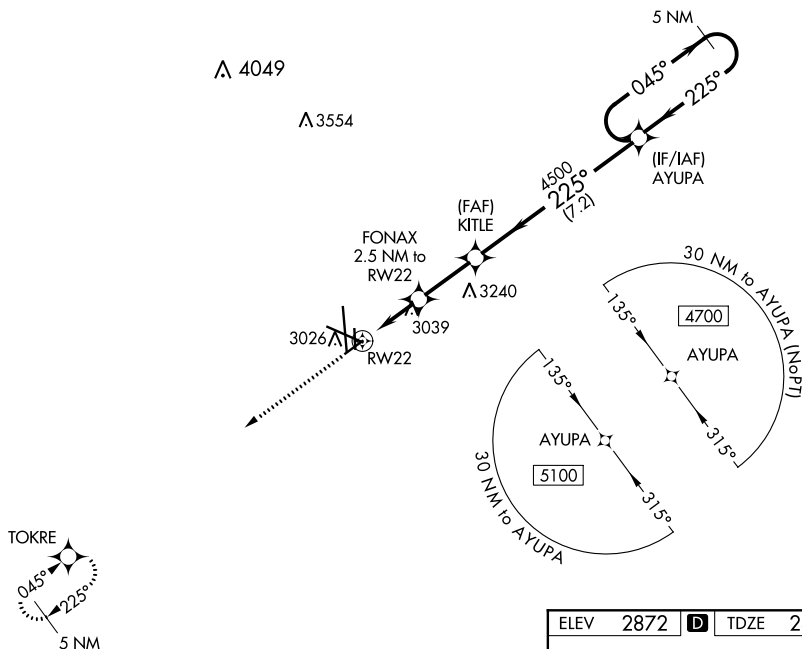 5 NM
4049
045°
225°
3554
(IF/IAF)
AYUPA
4500
225°
(7.2)
(FAF)
KITLE
FONAX
2.5 NM to
RW22
3240
3039
3026
RW22
30 NM to AYUPA (NoPT)
135°
4700
AYUPA
315°
135°
AYUPA
5100
315°
30 NM to AYUPA
TOKRE
045°
225°
5 NM
ELEV 2872 D TDZE 2